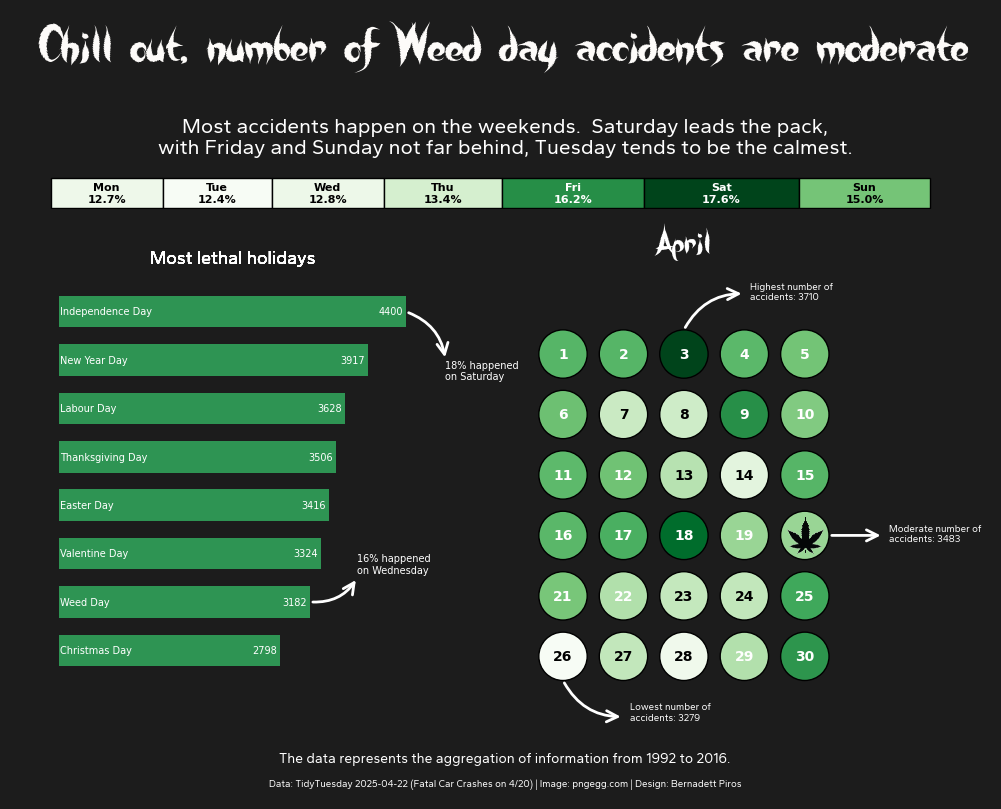 Chill out, number of Weed day accidents are moderate
Most accidents happen on the weekends.  Saturday leads the pack,
with Friday and Sunday not far behind, Tuesday tends to be the calmest.
Mon Tue Wed Thu Fri Sat Sun
12.7% 12.4% 12.8% 13.4% 16.2% 17.6% 15.0%
Most lethal holidays
Independence Day 4400
18% happened
on Saturday
New Year Day 3917
Labour Day 3628
Thanksgiving Day 3506
Easter Day 3416
Valentine Day 3324
16% happened
on Wednesday
Weed Day 3182
Christmas Day 2798
April
Highest number of
accidents: 3710
1 2 3 4 5
6 7 8 9 10
11 12 13 14 15
16 17 18 19
Moderate number of
accidents: 3483
21 22 23 24 25
26 27 28 29 30
Lowest number of
accidents: 3279
The data represents the aggregation of information from 1992 to 2016.
Data: TidyTuesday 2025-04-22 (Fatal Car Crashes on 4/20) | Image: pngegg.com | Design: Bernadett Piros